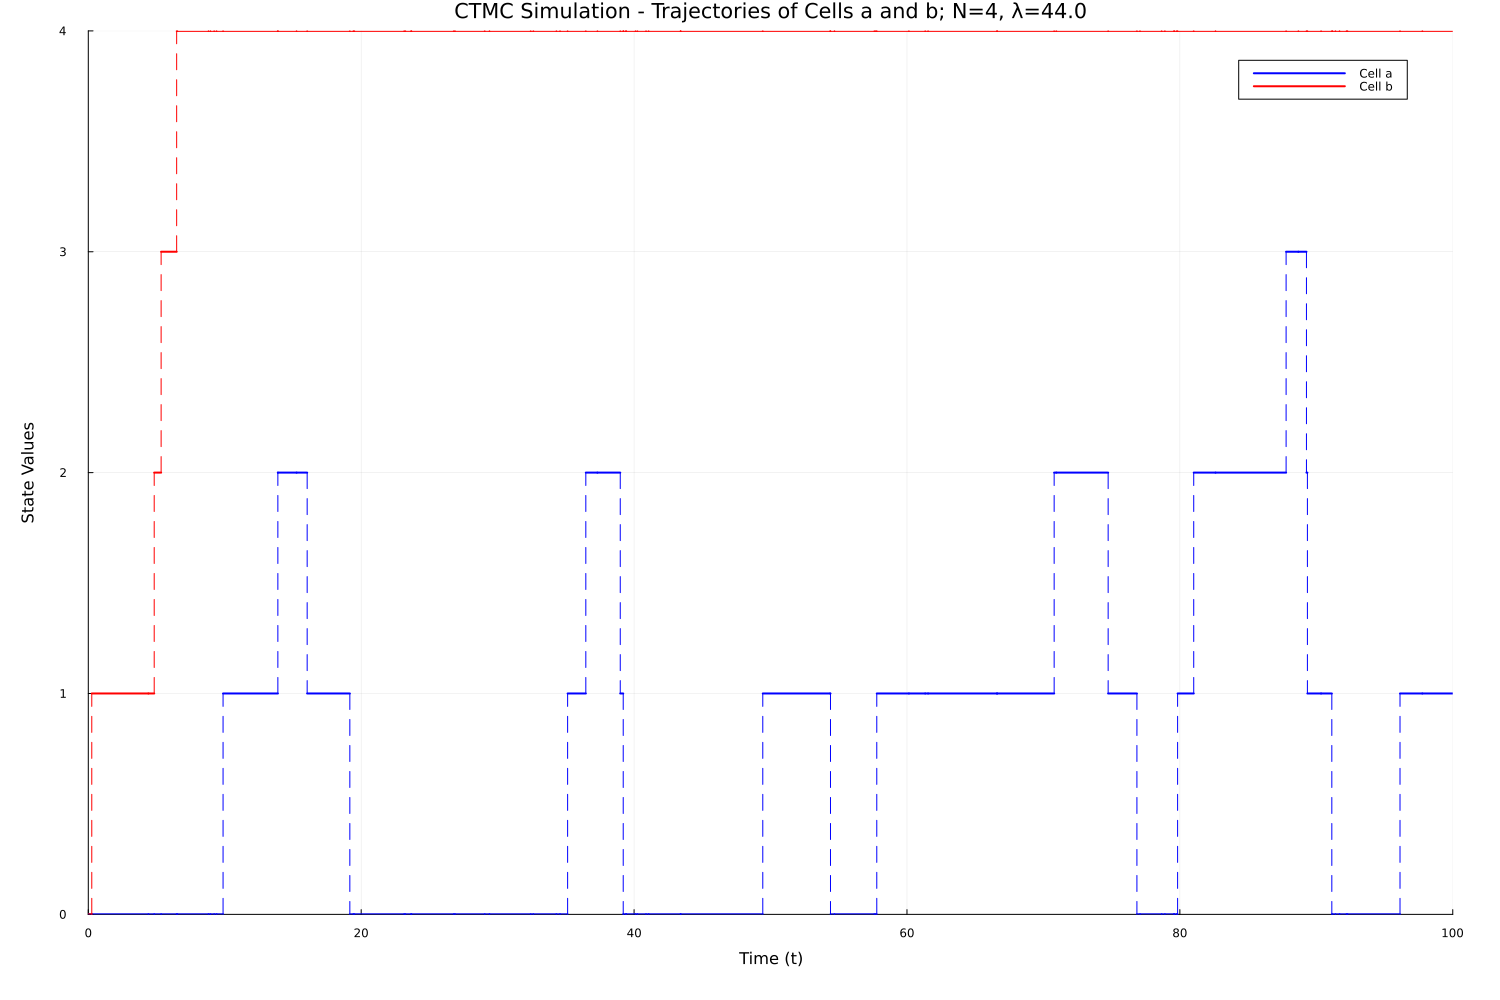 CTMC Simulation - Trajectories of Cells a and b; N=4, λ=44.0
4
Cell a
Cell b
3
State Values
2
1
0
0 20 40 60 80 100
Time (t)